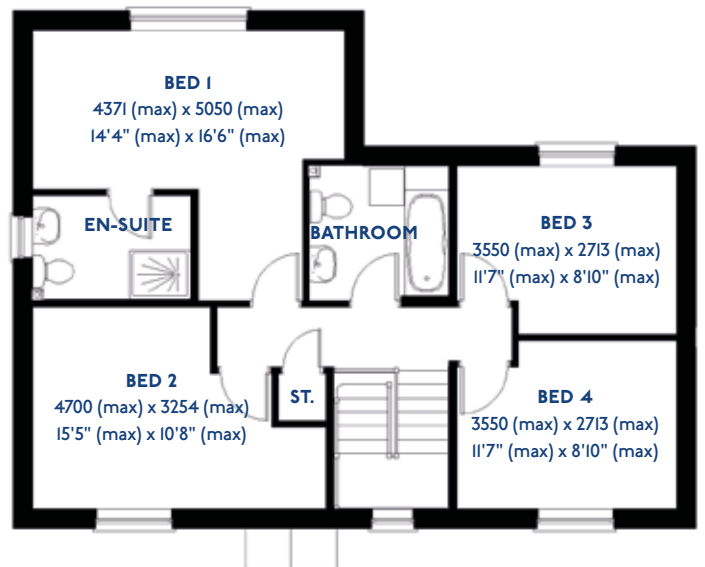 BED 1
4371 (max) x 5050 (max)
14'4" (max) x 16'6" (max)
EN-SUITE
BATHROOM
BED 3
3550 (max) x 2713 (max)
11'7" (max) x 8'10" (max)
BED 2
4700 (max) x 3254 (max)
15'5" (max) x 10'8" (max)
ST.
BED 4
3550 (max) x 2713 (max)
11'7" (max) x 8'10" (max)